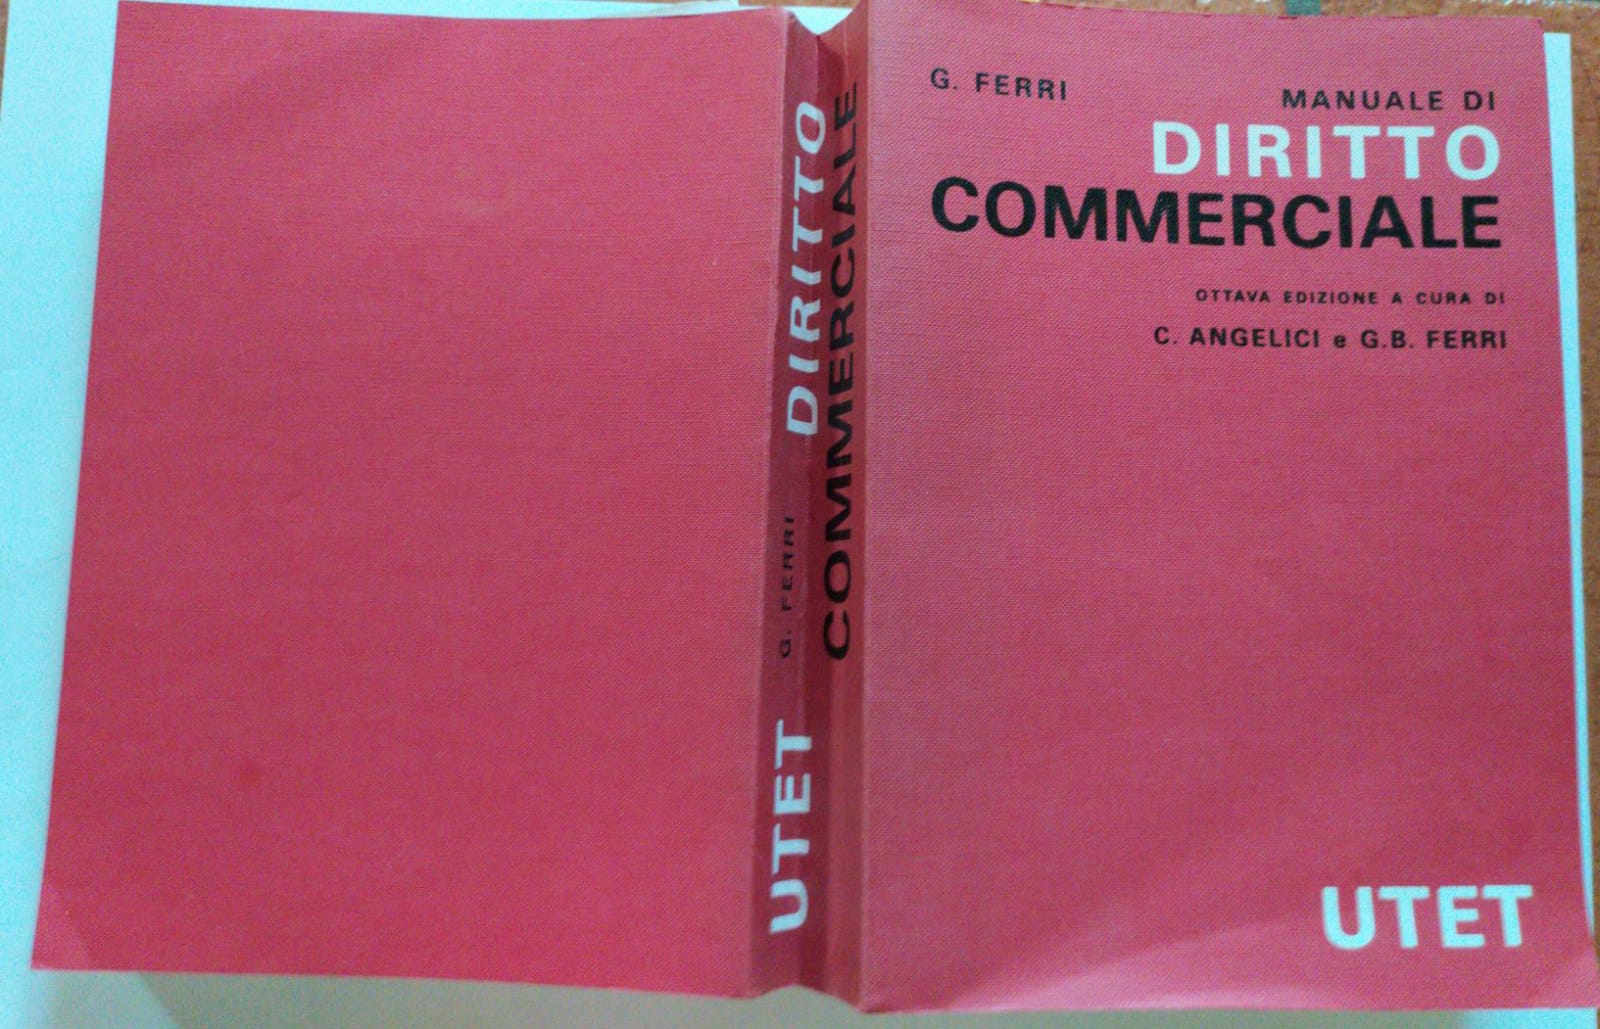 G. FERRI
MANUALE DI
DIRITTO
COMMERCIALE
OTTAVA EDIZIONE A CURA DI
C. ANGELICI e G.B. FERRI
UTET
UTET
G. FERRI
DIRITTO
COMMERCIALE